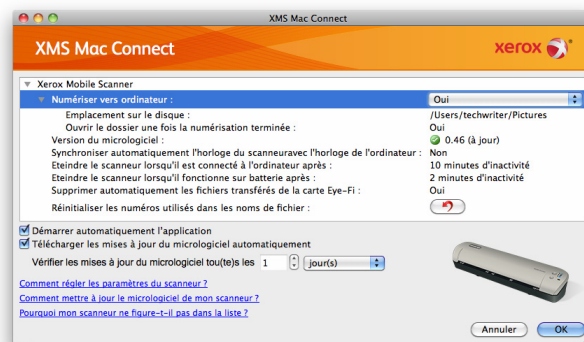 XMS Mac Connect
XMS Mac Connect
xerox
Xerox Mobile Scanner
Numériser vers ordinateur : Oui
Emplacement sur le disque : /Users/techwriter/Pictures
Ouvrir le dossier une fois la numérisation terminée : Oui
Version du micrologiciel : 0.46 (à jour)
Synchroniser automatiquement l'horloge du scanneuravec l'horloge de l'ordinateur : Non
Eteindre le scanneur lorsqu'il est connecté à l'ordinateur après : 10 minutes d'inactivité
Eteindre le scanneur lorsqu'il fonctionne sur batterie après : 2 minutes d'inactivité
Supprimer automatiquement les fichiers transférés de la carte Eye-Fi : Oui
Réinitialiser les numéros utilisés dans les noms de fichier :
Démarrer automatiquement l'application
Télécharger les mises à jour du micrologiciel automatiquement
Vérifier les mises à jour du micrologiciel tou(te)s les 1 jour(s)
Comment régler les paramètres du scanneur ?
Comment mettre à jour le micrologiciel de mon scanneur ?
Pourquoi mon scanneur ne figure-t-il pas dans la liste ?
Annuler OK